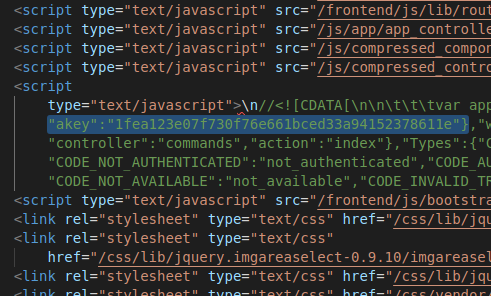 <script type="text/javascript" src="/frontend/js/lib/rout
<script type="text/javascript" src="/js/app/app_controlle
<script type="text/javascript" src="/js/compressed_compon
<script type="text/javascript" src="/js/compressed_contro
<script
type="text/javascript">\n//<![CDATA[\n\n\t\t\tvar app
"akey":"1fea123e07f730f76e661bced33a94152378611e"},"w
"controller":"commands","action":"index"},"Types":{"C
"CODE_NOT_AUTHENTICATED":"not_authenticated","CODE_AU
"CODE_NOT_AVAILABLE":"not_available","CODE_INVALID_TR
<script type="text/javascript" src="/frontend/js/bootstra
<link rel="stylesheet" type="text/css" href="/css/lib/jqu
<link rel="stylesheet" type="text/css"
href="/css/lib/jquery.imgareaselect-0.9.10/imgareasel
<link rel="stylesheet" type="text/css" href="/css/lib/jqu
<link rel="stylesheet" type="text/css" href="/css/vendor